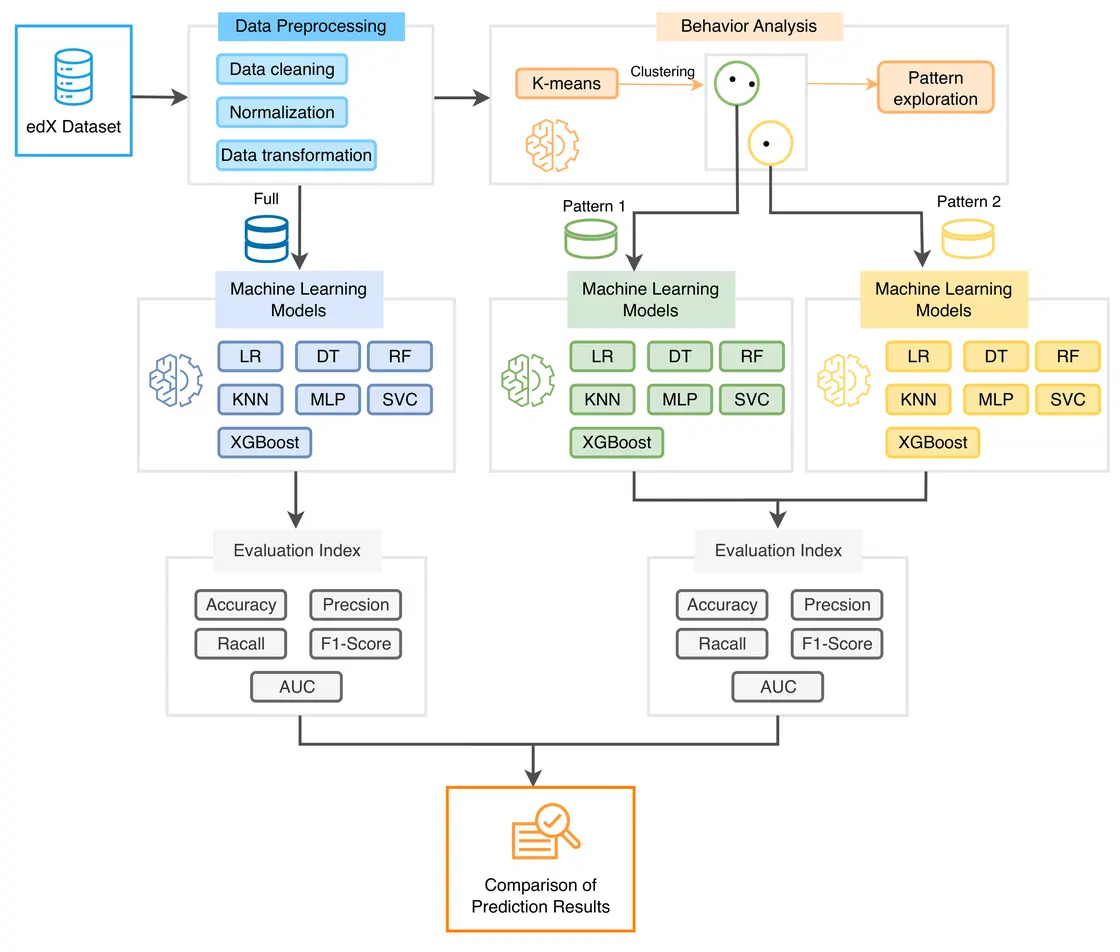 edX Dataset
Data Preprocessing
Data cleaning
Normalization
Data transformation
Behavior Analysis
K-means
Clustering
Pattern
exploration
Full
Pattern 1
Pattern 2
Machine Learning
Models
LR
DT
RF
KNN
MLP
SVC
XGBoost
Machine Learning
Models
LR
DT
RF
KNN
MLP
SVC
XGBoost
Machine Learning
Models
LR
DT
RF
KNN
MLP
SVC
XGBoost
Evaluation Index
Accuracy
Precsion
Racall
F1-Score
AUC
Evaluation Index
Accuracy
Precsion
Racall
F1-Score
AUC
Comparison of
Prediction Results